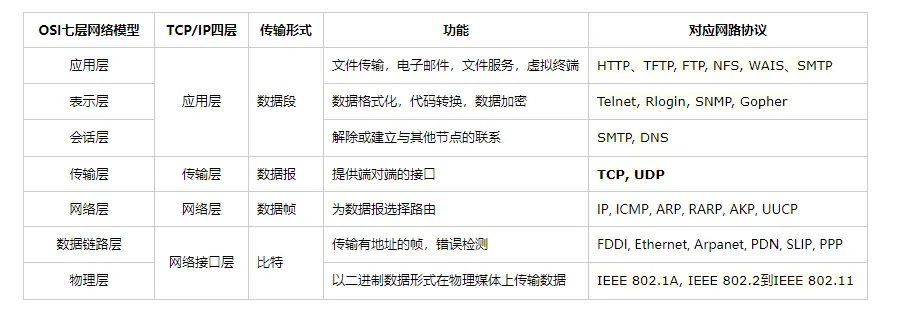 OSI七层网络模型 TCP/IP四层 传输形式 功能 对应网路协议
应用层 文件传输，电子邮件，文件服务，虚拟终端 HTTP、TFTP, FTP, NFS, WAIS、SMTP
表示层 应用层 数据段 数据格式化，代码转换，数据加密 Telnet, Rlogin, SNMP, Gopher
会话层 解除或建立与其他节点的联系 SMTP, DNS
传输层 传输层 数据报 提供端对端的接口 TCP, UDP
网络层 网络层 数据帧 为数据报选择路由 IP, ICMP, ARP, RARP, AKP, UUCP
数据链路层 传输有地址的帧，错误检测 FDDI, Ethernet, Arpanet, PDN, SLIP, PPP
网络接口层 比特
物理层 以二进制数据形式在物理媒体上传输数据 IEEE 802.1A, IEEE 802.2到IEEE 802.11